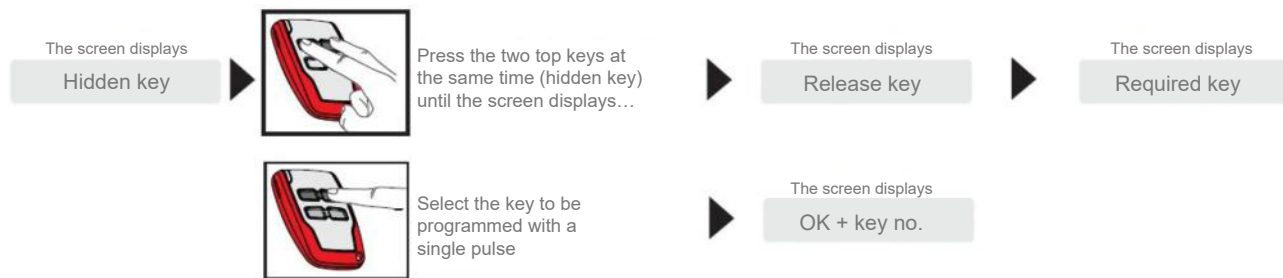 The screen displays
Hidden key
Press the two top keys at
the same time (hidden key)
until the screen displays…
The screen displays
Release key
The screen displays
Required key
Select the key to be
programmed with a
single pulse
The screen displays
OK + key no.